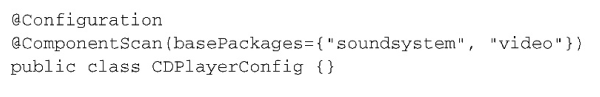 @Configuration
@ComponentScan(basePackages={"soundsystem", "video"})
public class CDPlayerConfig {}